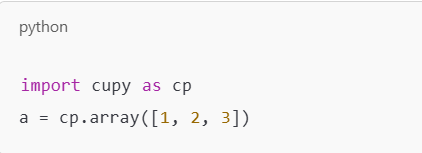 python
import cupy as cp
a = cp.array([1, 2, 3])